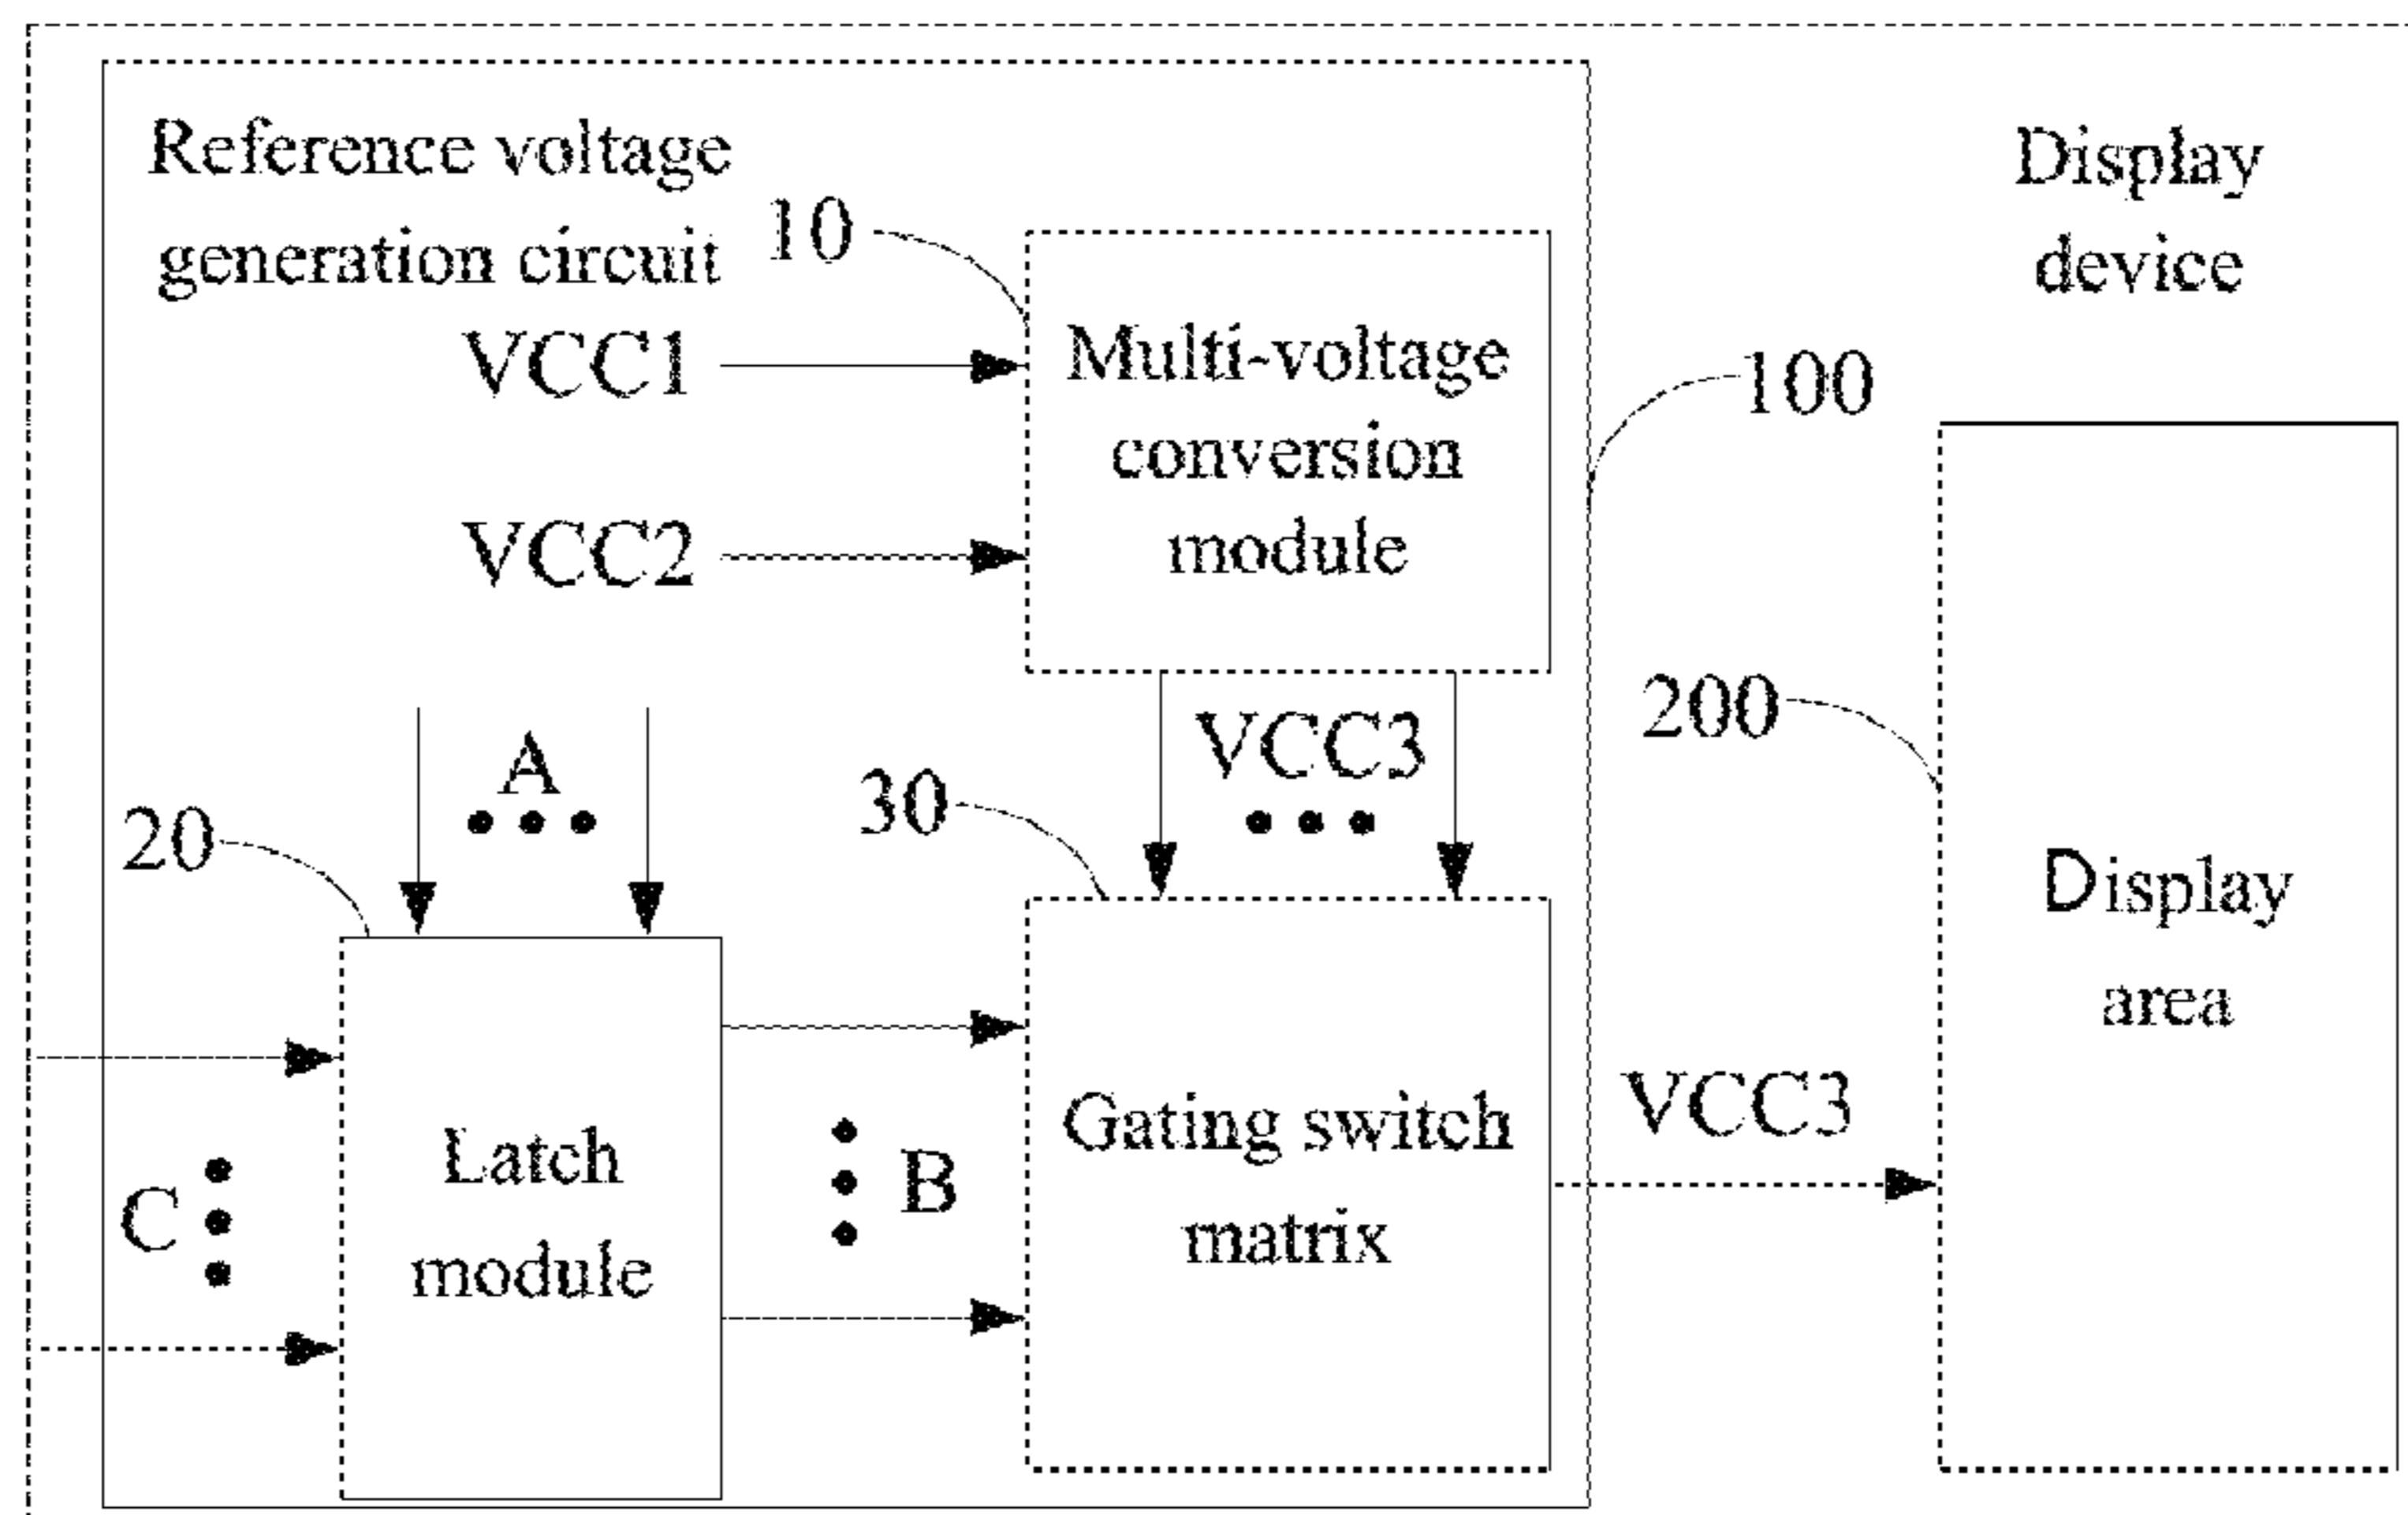 Reference voltage
generation circuit
10
VCC1
VCC2
Multi-voltage
conversion
module
Display
device
100
200
A
VCC3
20
30
Display
area
C
Latch
module
B
Gating switch
matrix
VCC3